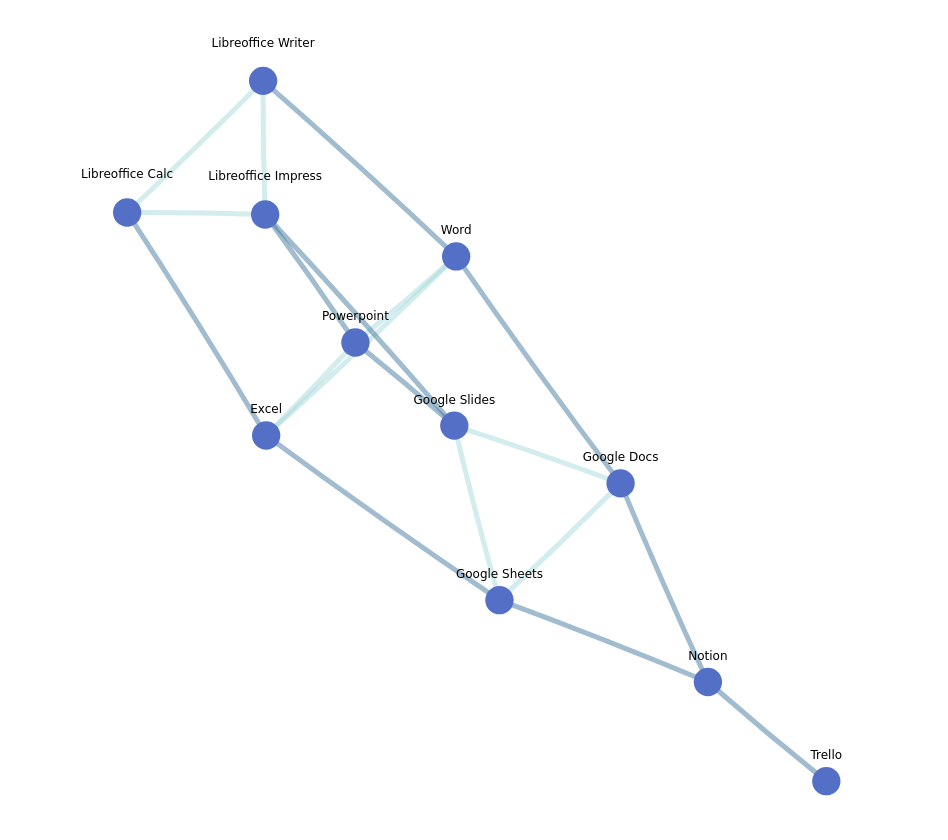 Libreoffice Writer
Libreoffice Calc
Libreoffice Impress
Word
Powerpoint
Google Slides
Excel
Google Docs
Google Sheets
Notion
Trello